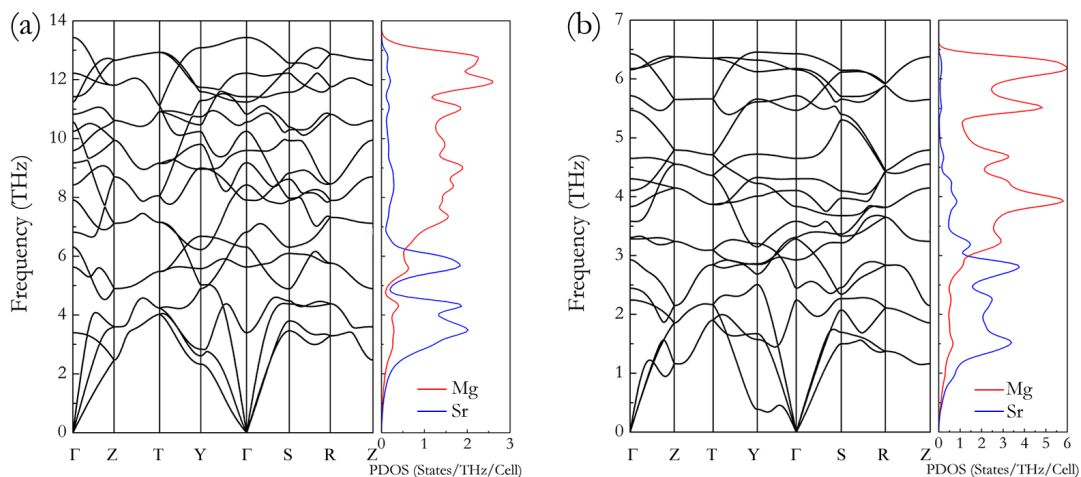 (a)
Frequency (THz)
14
12
10
8
6
4
2
0
Γ Z T Y Γ S R Z
Mg
Sr
0 1 2 3
PDOS (States/THz/Cell)
(b)
Frequency (THz)
7
6
5
4
3
2
1
0
Γ Z T Y Γ S R Z
Mg
Sr
0 1 2 3 4 5 6
PDOS (States/THz/Cell)